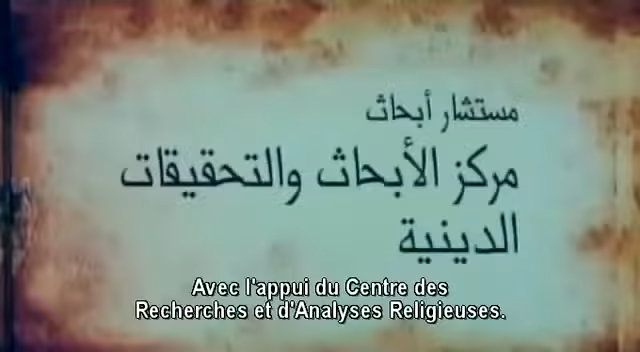 مستشار أبحاث
مركز الأبحاث والتحقيقات
الدينية
Avec l'appui du Centre des
Recherches et d'Analyses Religieuses.